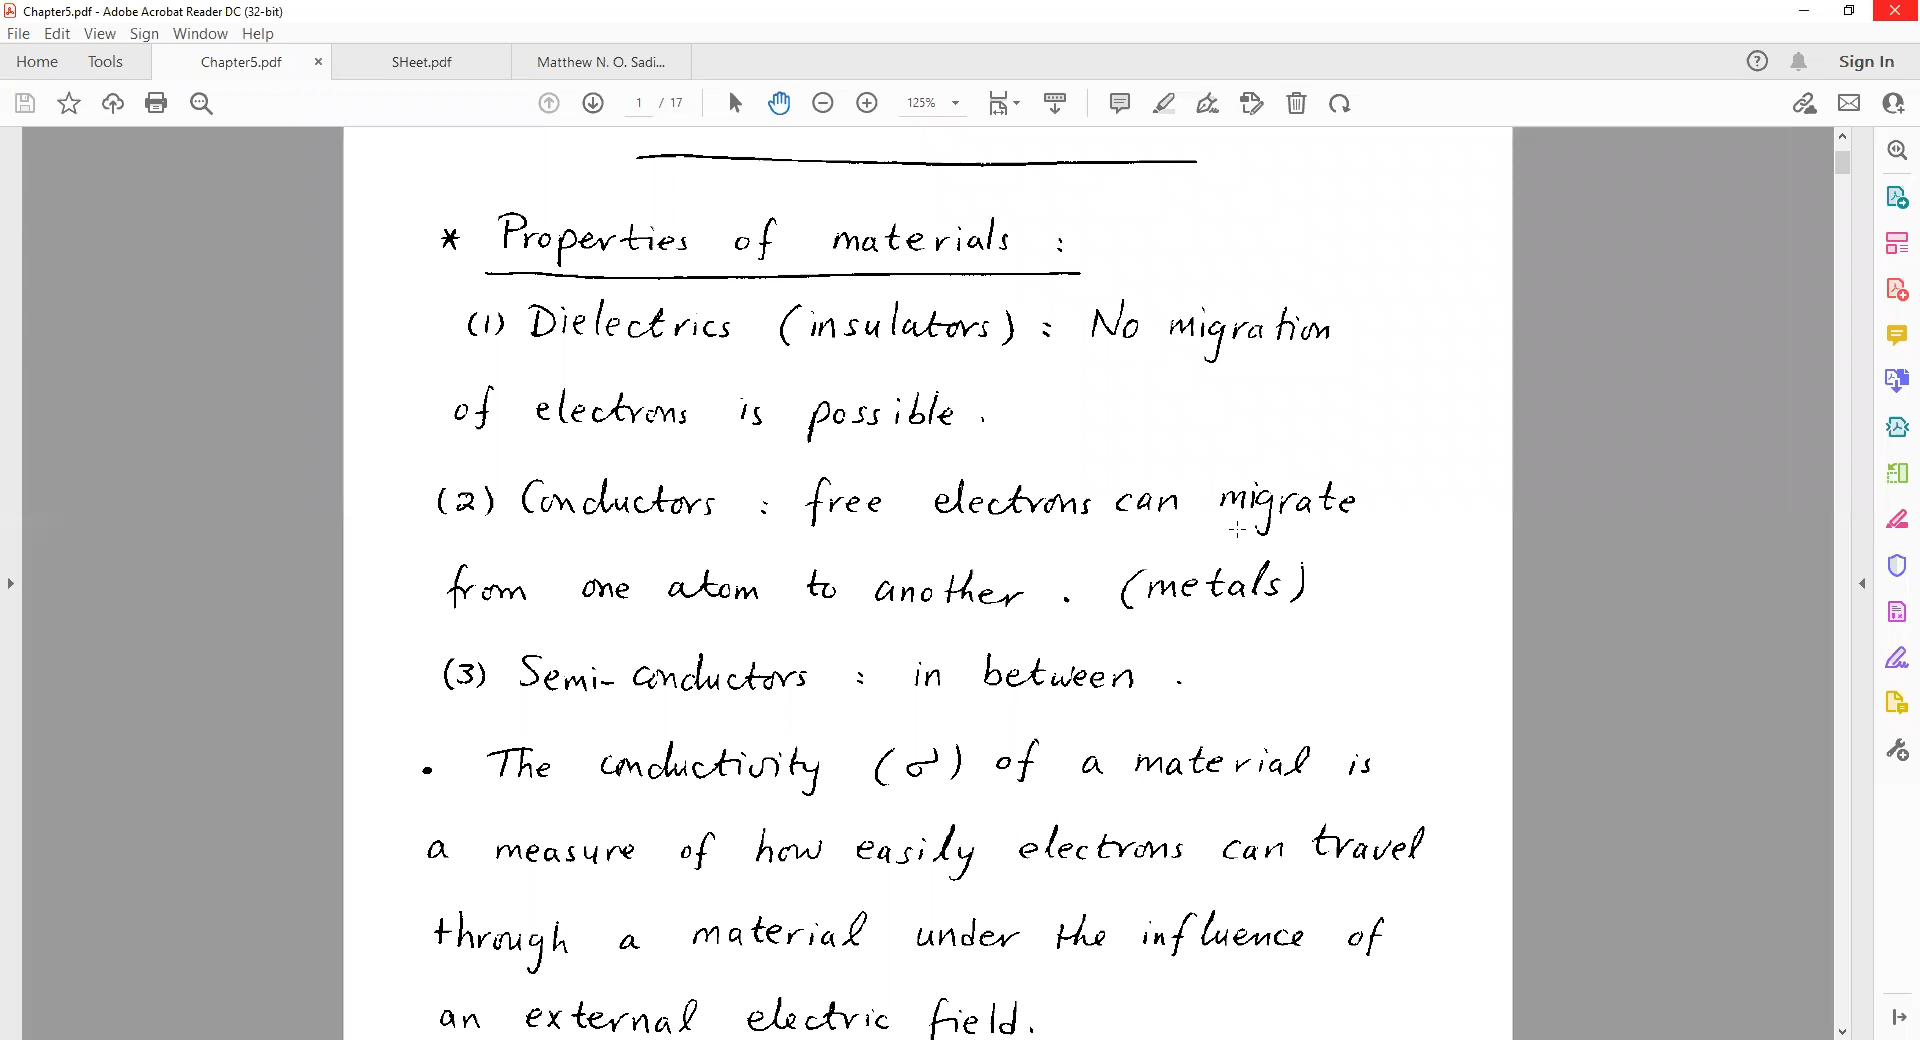 Chapter5.pdf - Adobe Acrobat Reader DC (32-bit)
File Edit View Sign Window Help
Home Tools Chapter5.pdf × SHeet.pdf Matthew N. O. Sadi... Sign In
1 / 17 125%
* Properties of materials :
(1) Dielectrics (insulators) : No migration
of electrons is possible .
(2) Conductors : free electrons can migrate
from one atom to another . (metals)
(3) Semi-conductors : in between .
• The conductivity (σ) of a material is
a measure of how easily electrons can travel
through a material under the influence of
an external electric field.